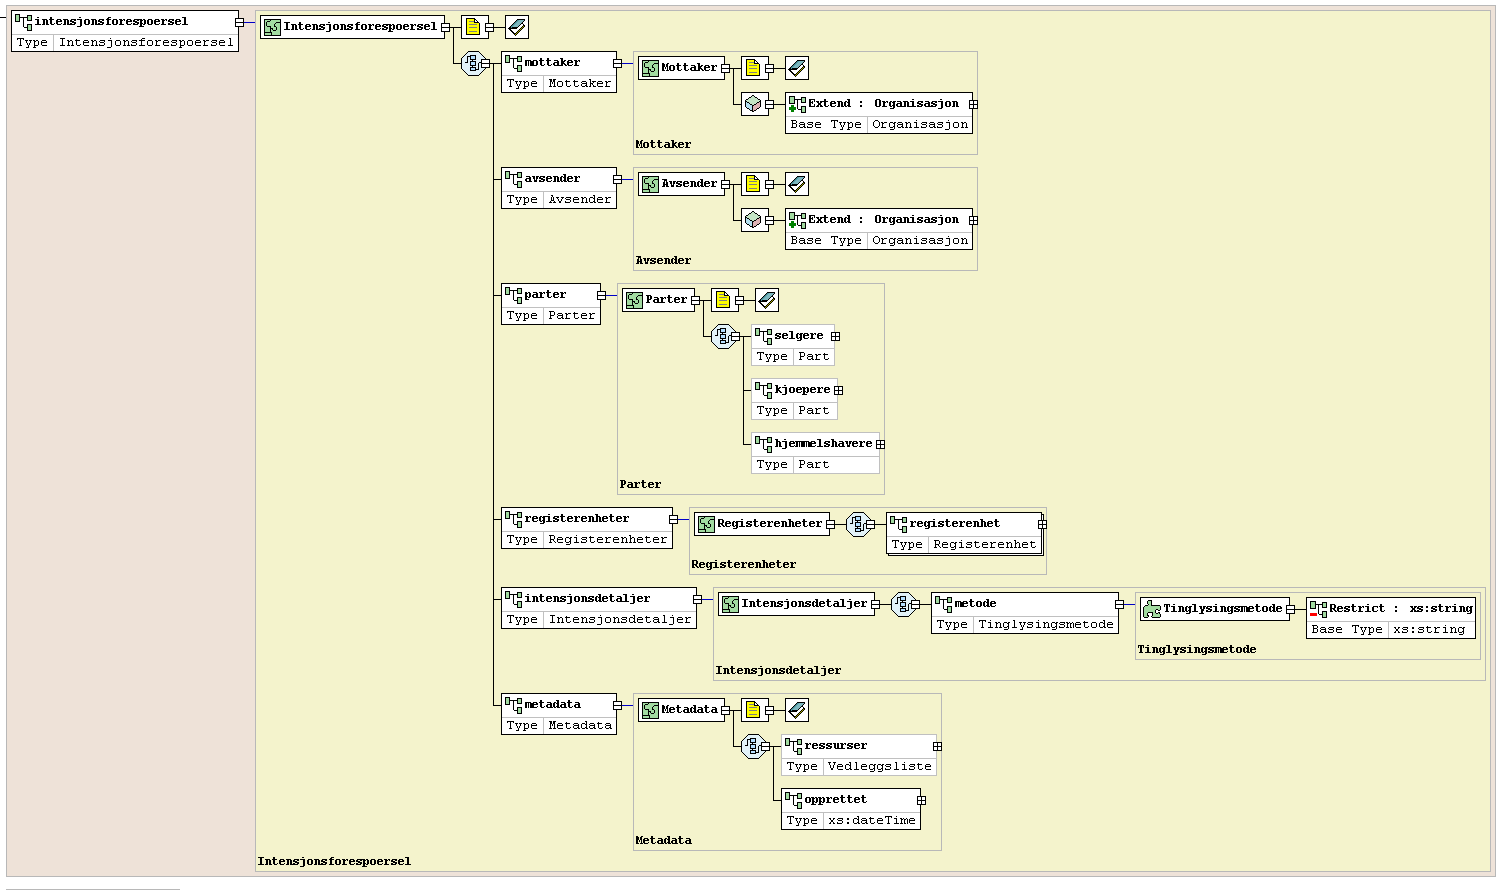 intensjonsforespoersel
Type Intensjonsforespoersel
Intensjonsforespoersel
mottaker
Type Mottaker
Mottaker
Extend : Organisasjon
Base Type Organisasjon
Mottaker
avsender
Type Avsender
Avsender
Extend : Organisasjon
Base Type Organisasjon
Avsender
parter
Type Parter
Parter
selgere
Type Part
kjoepere
Type Part
hjemmelshavere
Type Part
Parter
registerenheter
Type Registerenheter
Registerenheter
registerenhet
Type Registerenhet
Registerenheter
intensjonsdetaljer
Type Intensjonsdetaljer
Intensjonsdetaljer
metode
Type Tinglysingsmetode
Tinglysingsmetode
Restrict : xs:string
Base Type xs:string
Tinglysingsmetode
Intensjonsdetaljer
metadata
Type Metadata
Metadata
ressurser
Type Vedleggsliste
opprettet
Type xs:dateTime
Metadata
Intensjonsforespoersel